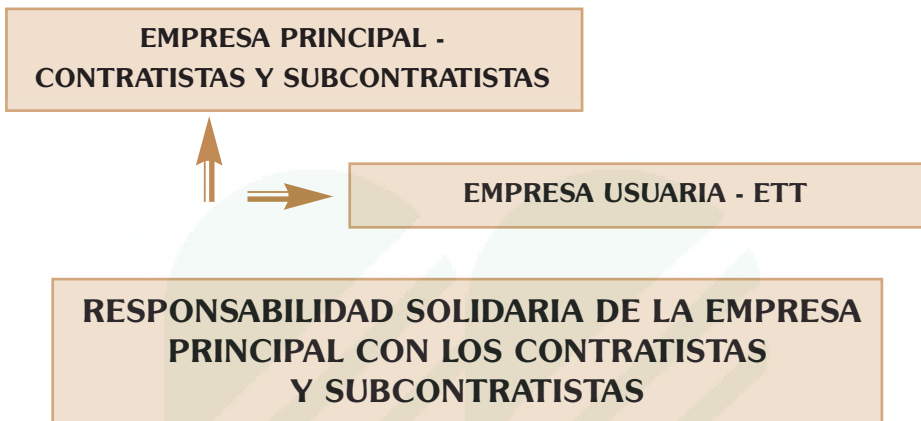 EMPRESA PRINCIPAL -
CONTRATISTAS Y SUBCONTRATISTAS
EMPRESA USUARIA - ETT
RESPONSABILIDAD SOLIDARIA DE LA EMPRESA
PRINCIPAL CON LOS CONTRATISTAS
Y SUBCONTRATISTAS